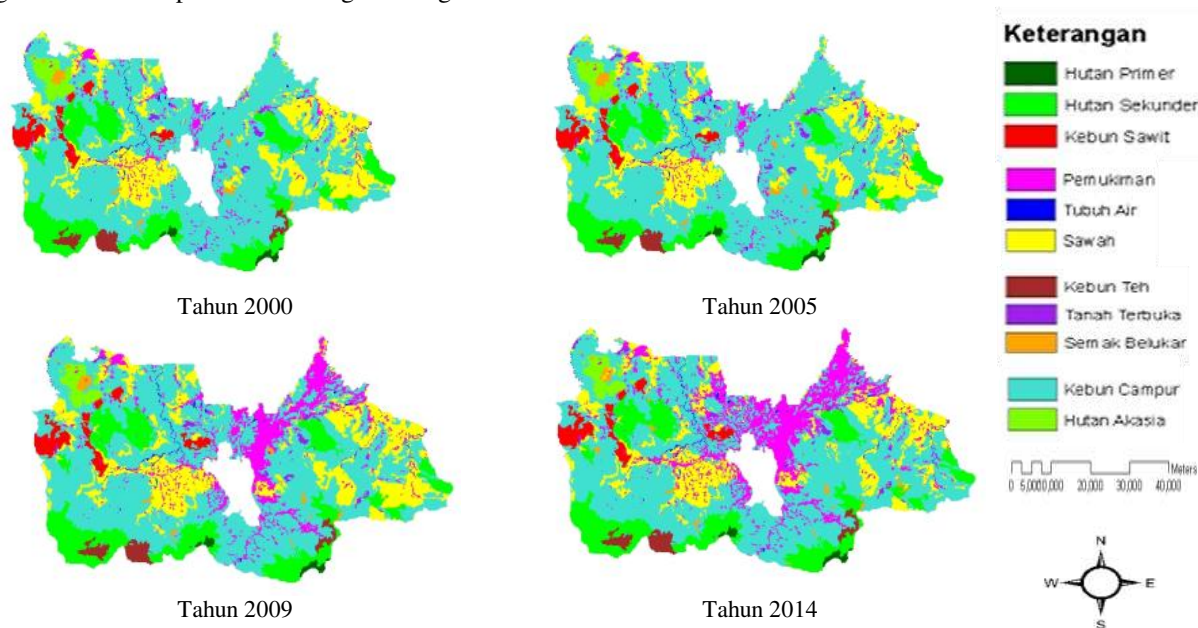 Tahun 2000
Tahun 2005
Tahun 2009
Tahun 2014
Keterangan
Hutan Primer
Hutan Sekunder
Kebun Sawit
Pemukiman
Tubuh Air
Sawah
Kebun Teh
Tanah Terbuka
Semak Belukar
Kebun Campur
Hutan Akasia
Meters
0 5,00010,000 20,000 30,000 40,000
N
W E
S